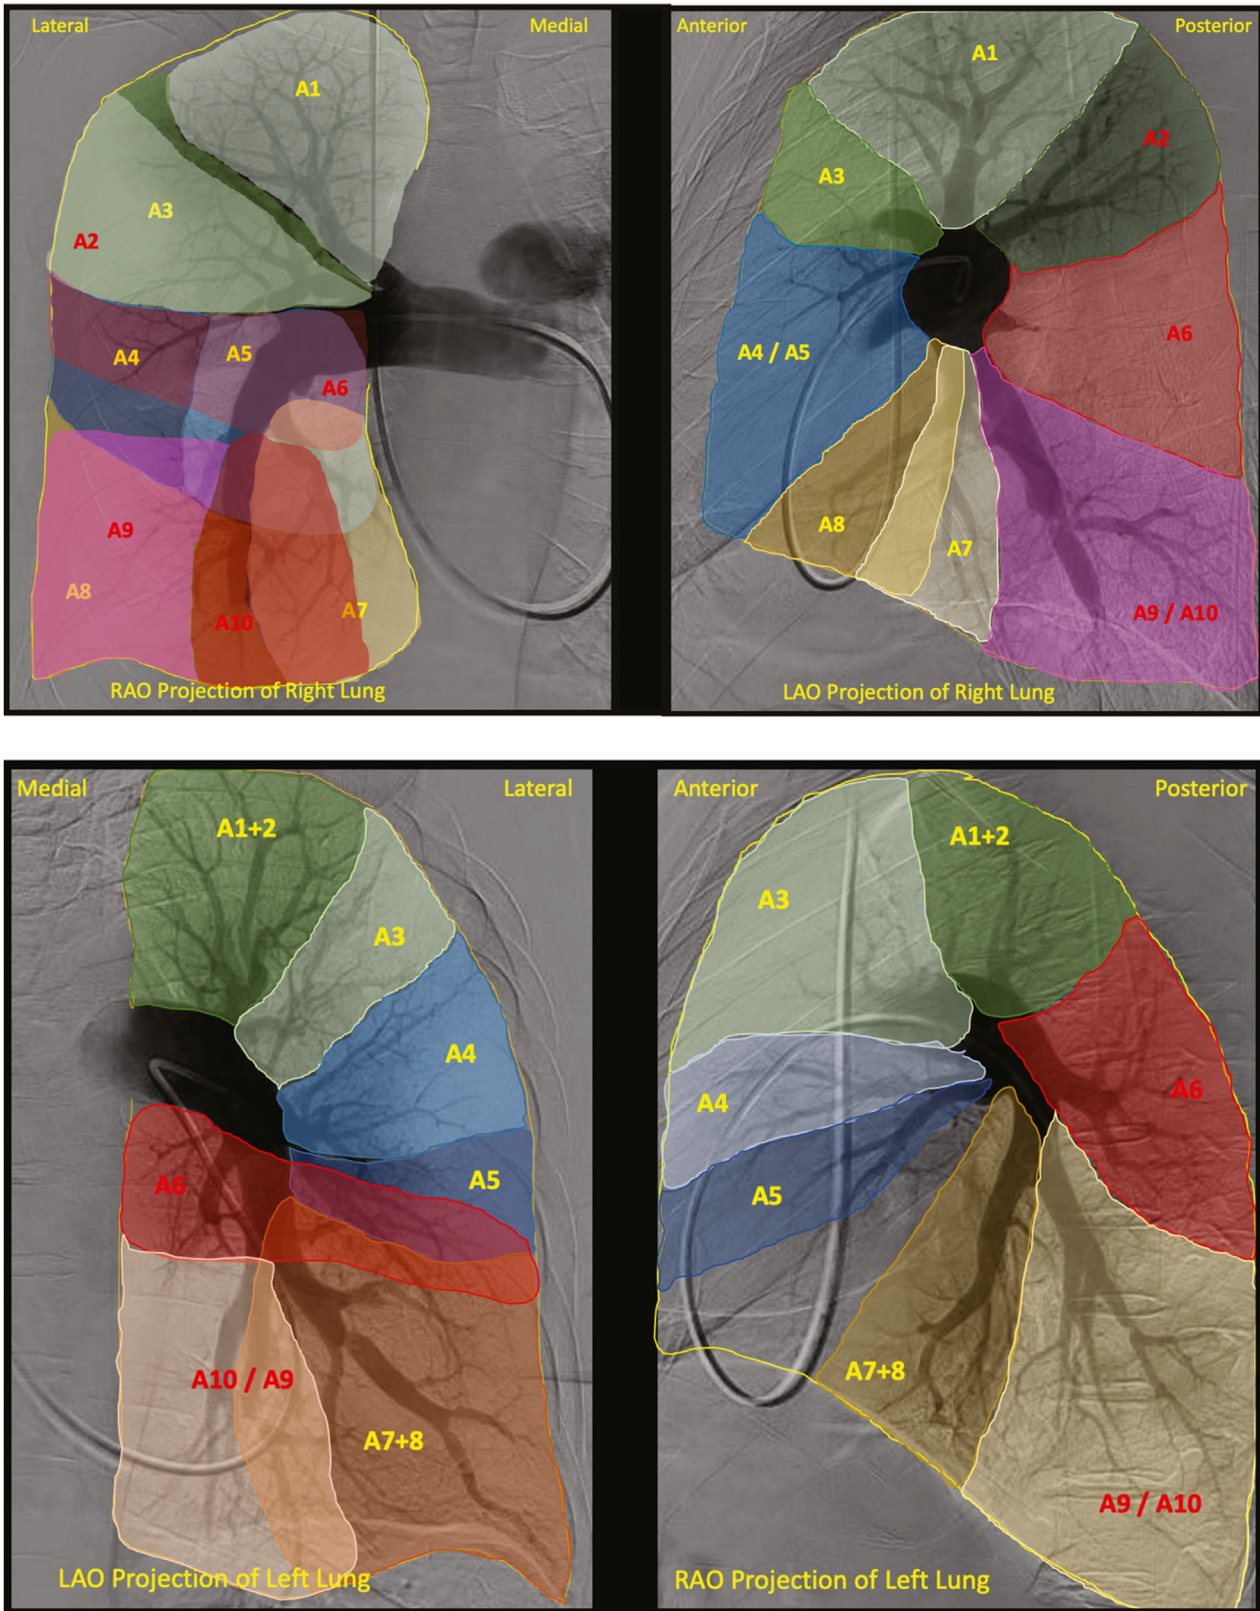 Lateral Medial
A1
A3
A2
A4 A5
A6
A9
A8
A10 A7
RAO Projection of Right Lung
Anterior Posterior
A1
A2
A3
A4 / A5 A6
A8
A7
A9 / A10
LAO Projection of Right Lung
Medial Lateral
A1+2
A3
A4
A6 A5
A10 / A9
A7+8
LAO Projection of Left Lung
Anterior Posterior
A1+2
A3
A4 A6
A5
A7+8
A9 / A10
RAO Projection of Left Lung